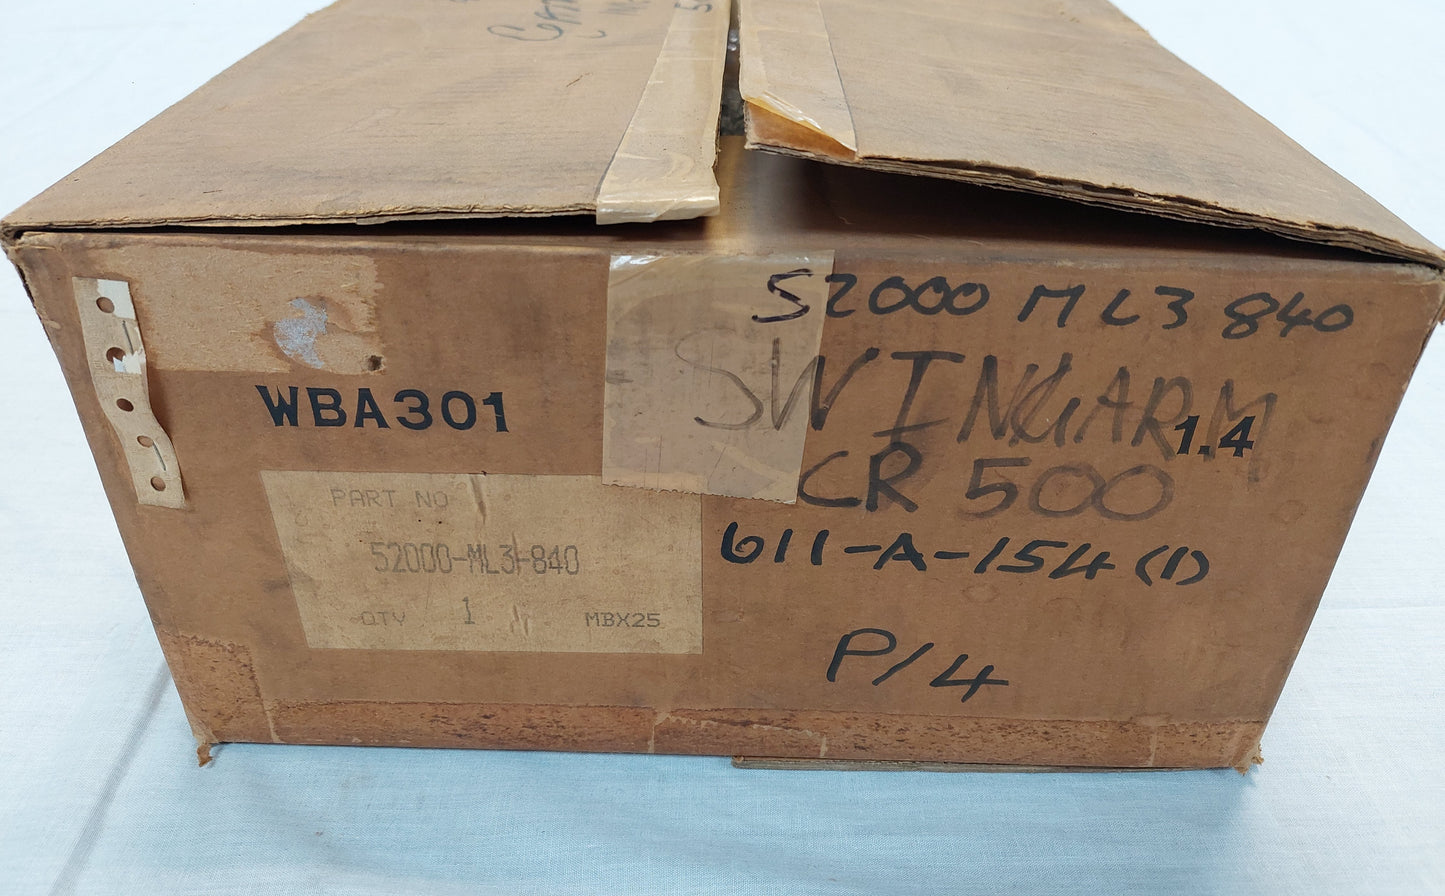 WBA301
PART NO
52000-ML3-840
QTY 1 MBX25
52000 ML3 840
SWINGARM
1.4
CR 500
611-A-154 (1)
P/4